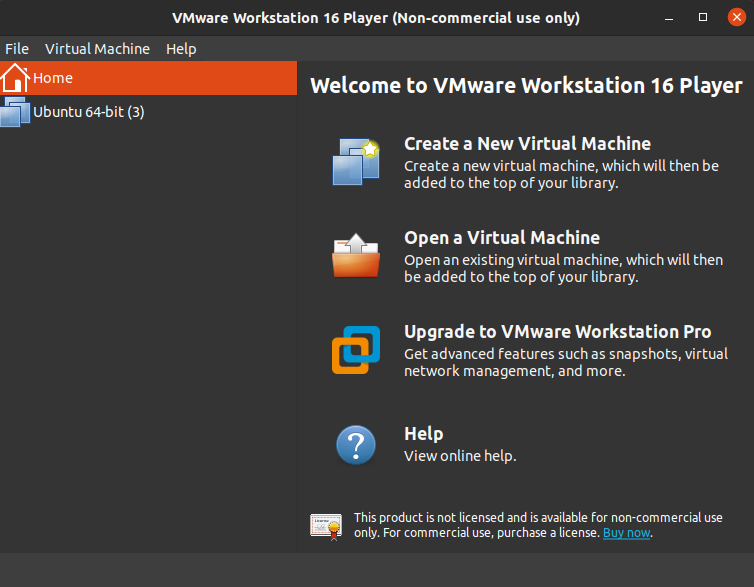 VMware Workstation 16 Player (Non-commercial use only)
File Virtual Machine Help
Home
Ubuntu 64-bit (3)
Welcome to VMware Workstation 16 Player
Create a New Virtual Machine
Create a new virtual machine, which will then be
added to the top of your library.
Open a Virtual Machine
Open an existing virtual machine, which will then
be added to the top of your library.
Upgrade to VMware Workstation Pro
Get advanced features such as snapshots, virtual
network management, and more.
?
Help
View online help.
License
This product is not licensed and is available for non-commercial use
only. For commercial use, purchase a license. Buy now.